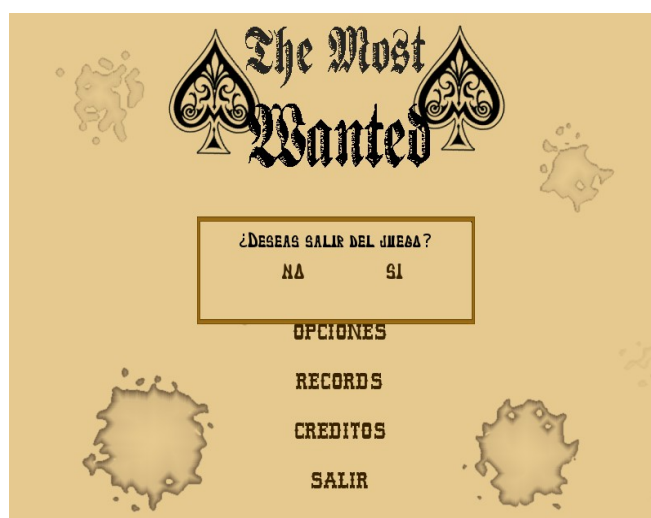 The Most
Wanted
¿DESEAS SALIR DEL JUEGO?
NO SI
OPCIONES
RECORDS
CREDITOS
SALIR